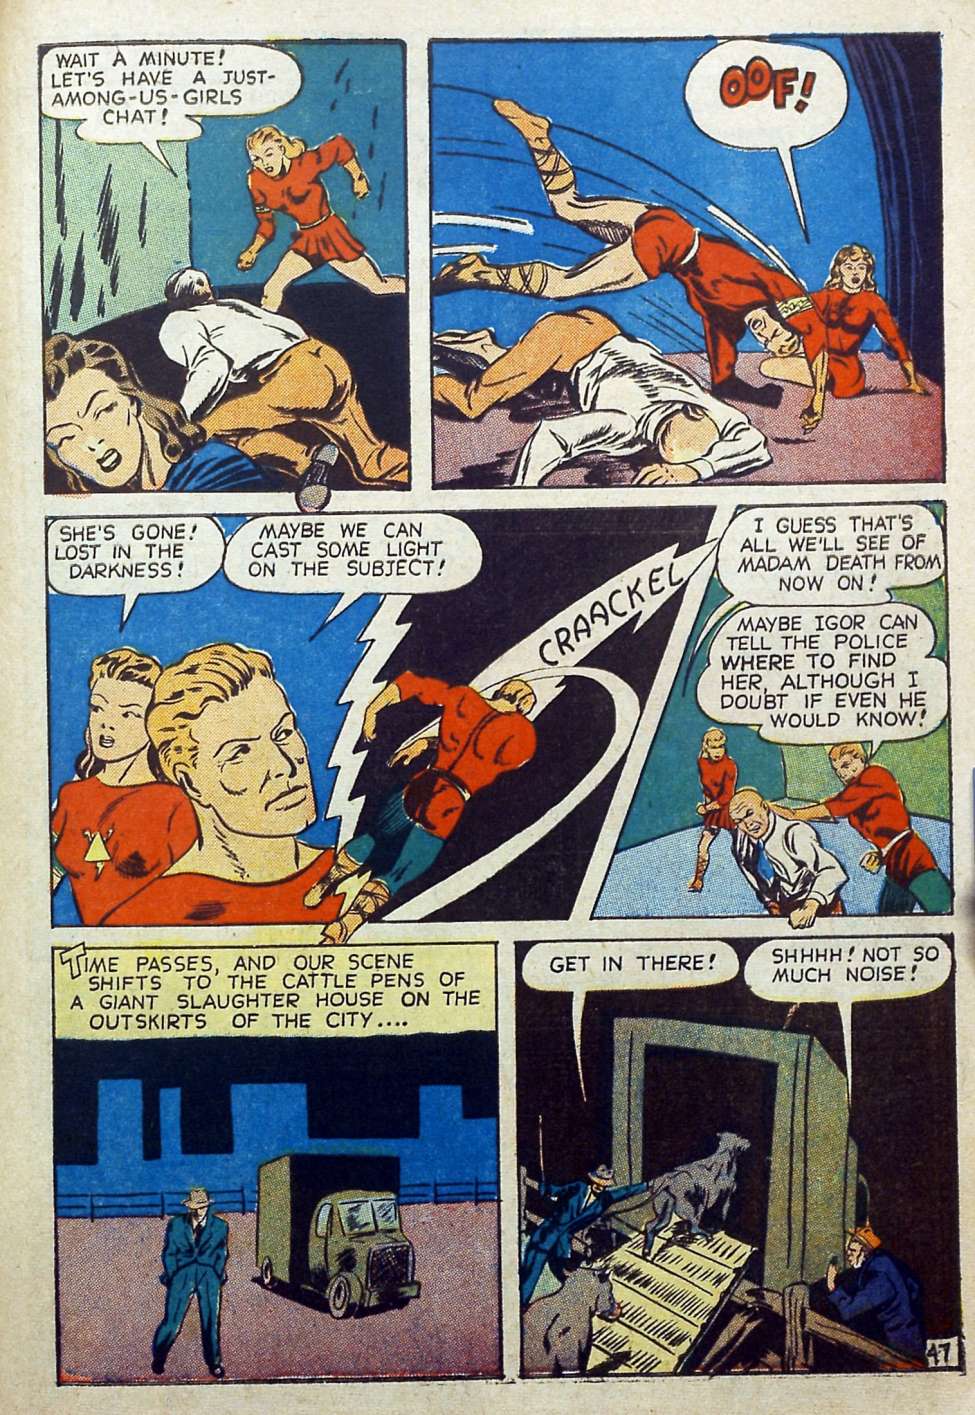 WAIT A MINUTE!
LET'S HAVE A JUST-
AMONG-US-GIRLS
CHAT!
OOF!
SHE'S GONE!
LOST IN THE
DARKNESS!
MAYBE WE CAN
CAST SOME LIGHT
ON THE SUBJECT!
CRAACKEL
I GUESS THAT'S
ALL WE'LL SEE OF
MADAM DEATH FROM
NOW ON!
MAYBE IGOR CAN
TELL THE POLICE
WHERE TO FIND
HER, ALTHOUGH I
DOUBT IF EVEN HE
WOULD KNOW!
TIME PASSES, AND OUR SCENE
SHIFTS TO THE CATTLE PENS OF
A GIANT SLAUGHTER HOUSE ON THE
OUTSKIRTS OF THE CITY....
GET IN THERE!
SHHHH! NOT SO
MUCH NOISE!
47